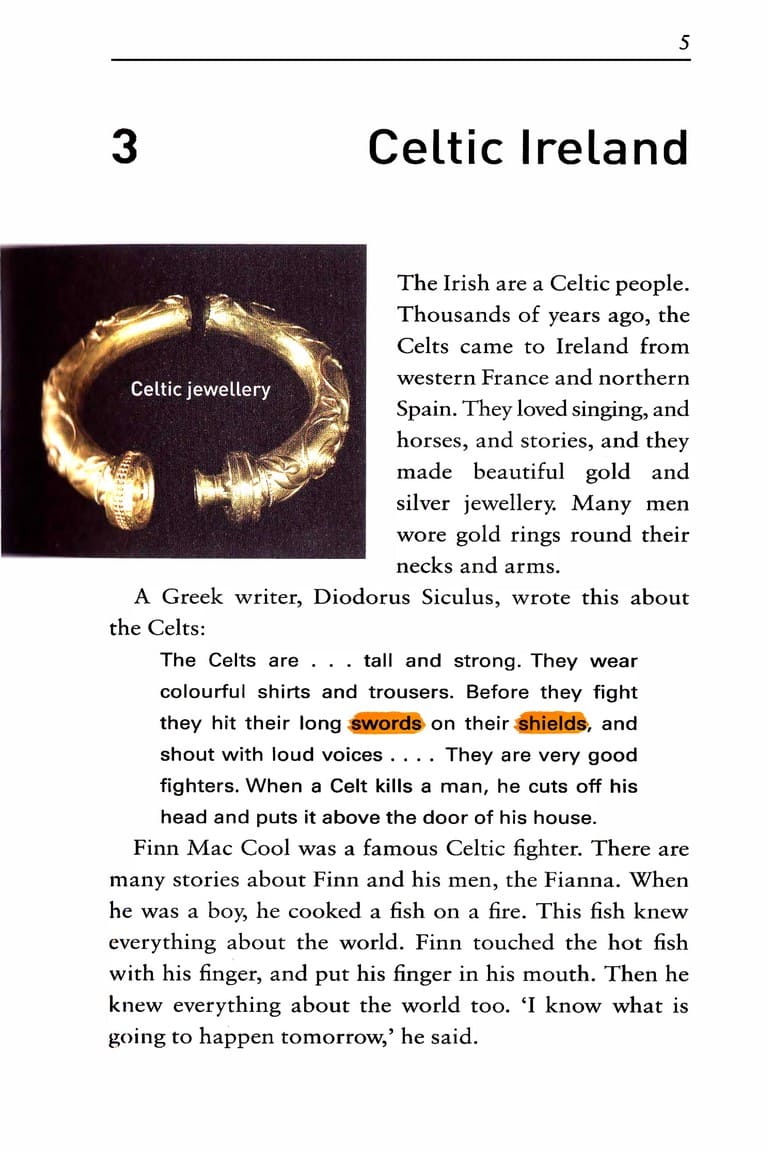 5
3 Celtic Ireland
Celtic jewellery
The Irish are a Celtic people.
Thousands of years ago, the
Celts came to Ireland from
western France and northern
Spain. They loved singing, and
horses, and stories, and they
made beautiful gold and
silver jewellery. Many men
wore gold rings round their
necks and arms.
A Greek writer, Diodorus Siculus, wrote this about
the Celts:
The Celts are . . . tall and strong. They wear
colourful shirts and trousers. Before they fight
they hit their long swords on their shields, and
shout with loud voices . . . . They are very good
fighters. When a Celt kills a man, he cuts off his
head and puts it above the door of his house.
Finn Mac Cool was a famous Celtic fighter. There are
many stories about Finn and his men, the Fianna. When
he was a boy, he cooked a fish on a fire. This fish knew
everything about the world. Finn touched the hot fish
with his finger, and put his finger in his mouth. Then he
knew everything about the world too. ‘I know what is
going to happen tomorrow,’ he said.